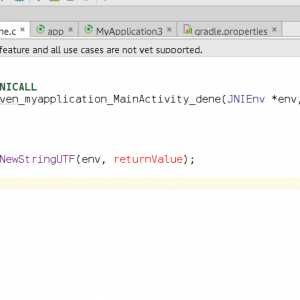 ne.c × app × MyApplication3 × gradle.properties ×
feature and all use cases are not yet supported.
NICALL
ven_myapplication_MainActivity_dene(JNIEnv *env,
NewStringUTF(env, returnValue);